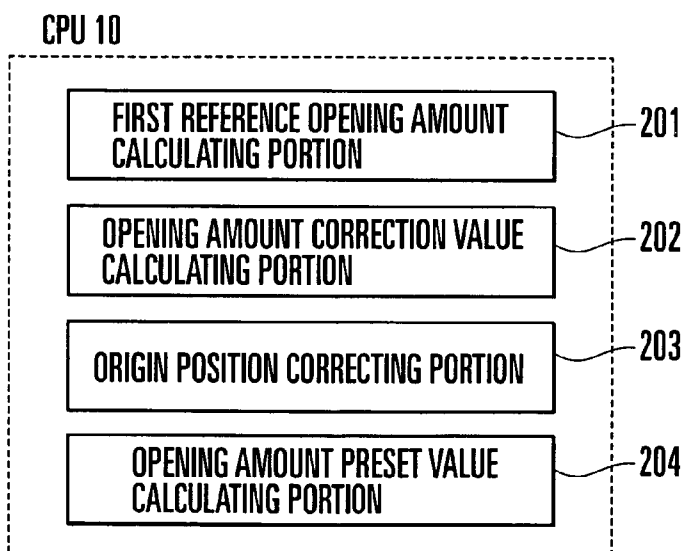 CPU 10
FIRST REFERENCE OPENING AMOUNT
CALCULATING PORTION
201
OPENING AMOUNT CORRECTION VALUE
CALCULATING PORTION
202
ORIGIN POSITION CORRECTING PORTION
203
OPENING AMOUNT PRESET VALUE
CALCULATING PORTION
204